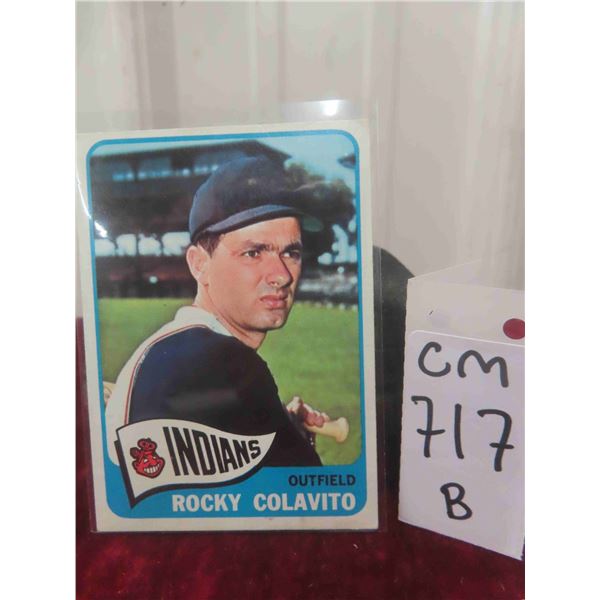 INDIANS
OUTFIELD
ROCKY COLAVITO
CM
717
B